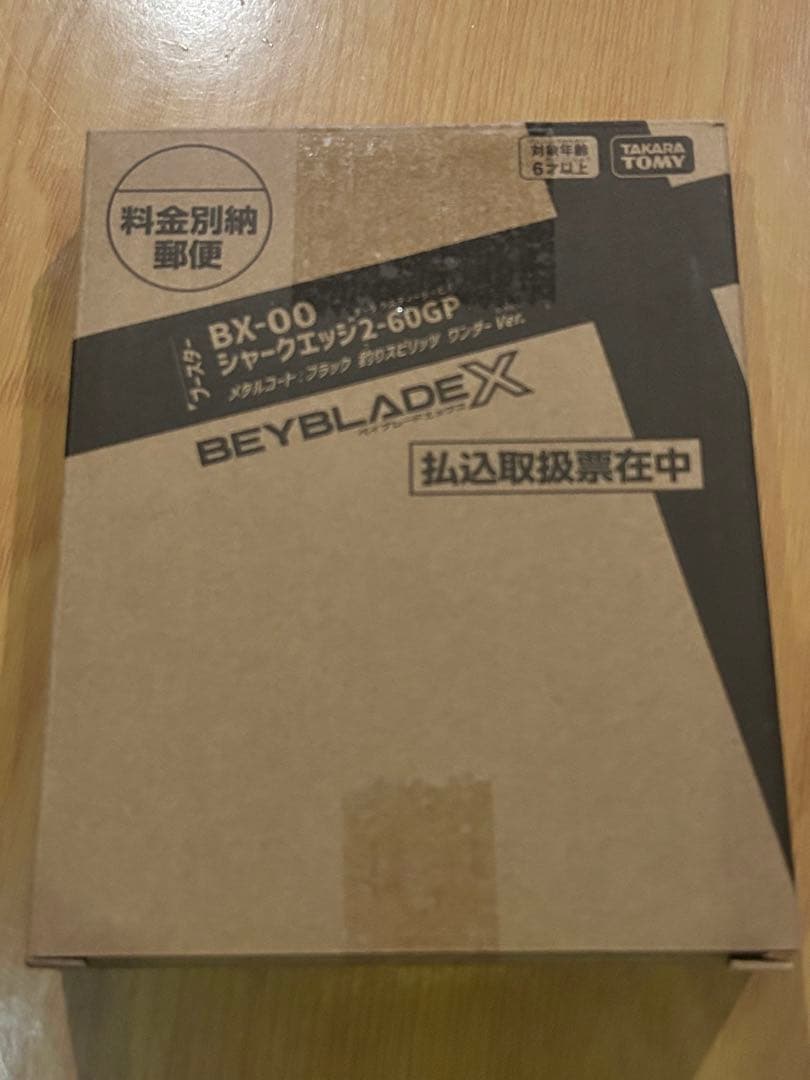 料金別納
郵便
対象年齢
6才以上
TAKARA
TOMY
ブースター
BX-00
シャークエッジ2-60GP
メタルコート:ブラック 釣りスピリッツ ワンダーVer.
BEYBLADE X
ベイブレードエックス
払込取扱票在中